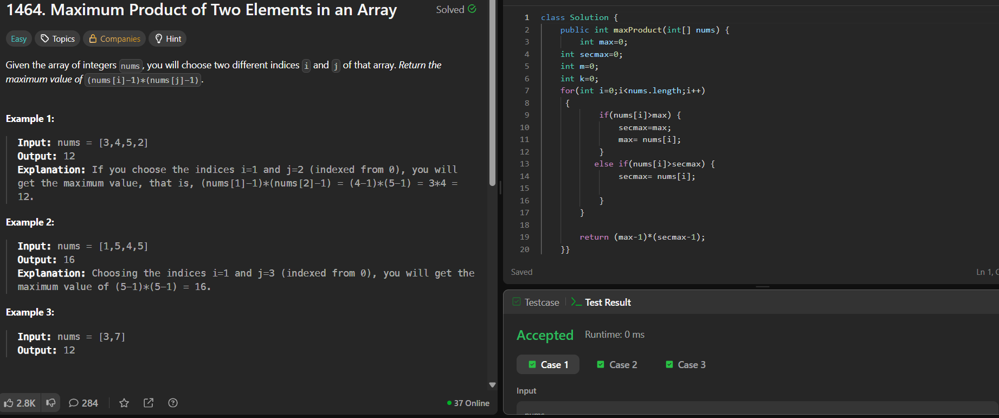 1464. Maximum Product of Two Elements in an Array
Solved
Easy
Topics
Companies
Hint
Given the array of integers nums, you will choose two different indices i and j of that array. Return the
maximum value of (nums[i]-1)*(nums[j]-1).
Example 1:
Input: nums = [3,4,5,2]
Output: 12
Explanation: If you choose the indices i=1 and j=2 (indexed from 0), you will
get the maximum value, that is, (nums[1]-1)*(nums[2]-1) = (4-1)*(5-1) = 3*4 =
12.
Example 2:
Input: nums = [1,5,4,5]
Output: 16
Explanation: Choosing the indices i=1 and j=3 (indexed from 0), you will get the
maximum value of (5-1)*(5-1) = 16.
Example 3:
Input: nums = [3,7]
Output: 12
2.8K
284
37 Online
1 class Solution {
2 public int maxProduct(int[] nums) {
3 int max=0;
4 int secmax=0;
5 int m=0;
6 int k=0;
7 for(int i=0;i<nums.length;i++)
8 {
9 if(nums[i]>max) {
10 secmax=max;
11 max= nums[i];
12 }
13 else if(nums[i]>secmax) {
14 secmax= nums[i];
15
16 }
17 }
18
19 return (max-1)*(secmax-1);
20 }}
Saved
Ln 1,
Testcase
Test Result
Accepted
Runtime: 0 ms
Case 1
Case 2
Case 3
Input
nums